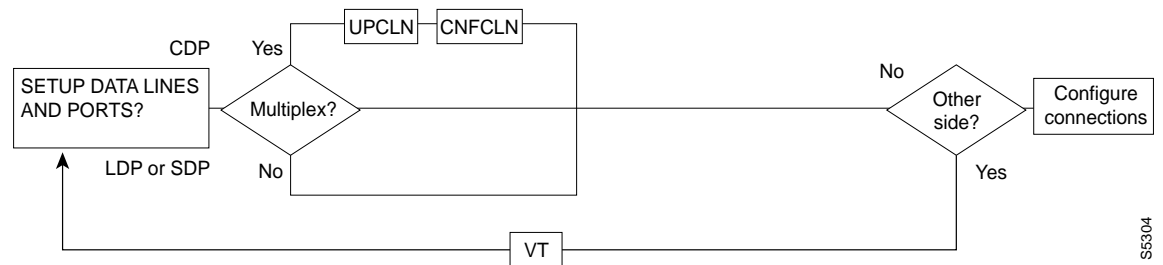 UPCLN
CNFCLN
CDP
Yes
SETUP DATA LINES
AND PORTS?
Multiplex?
No
Other
side?
Configure
connections
LDP or SDP
No
Yes
VT
S5304